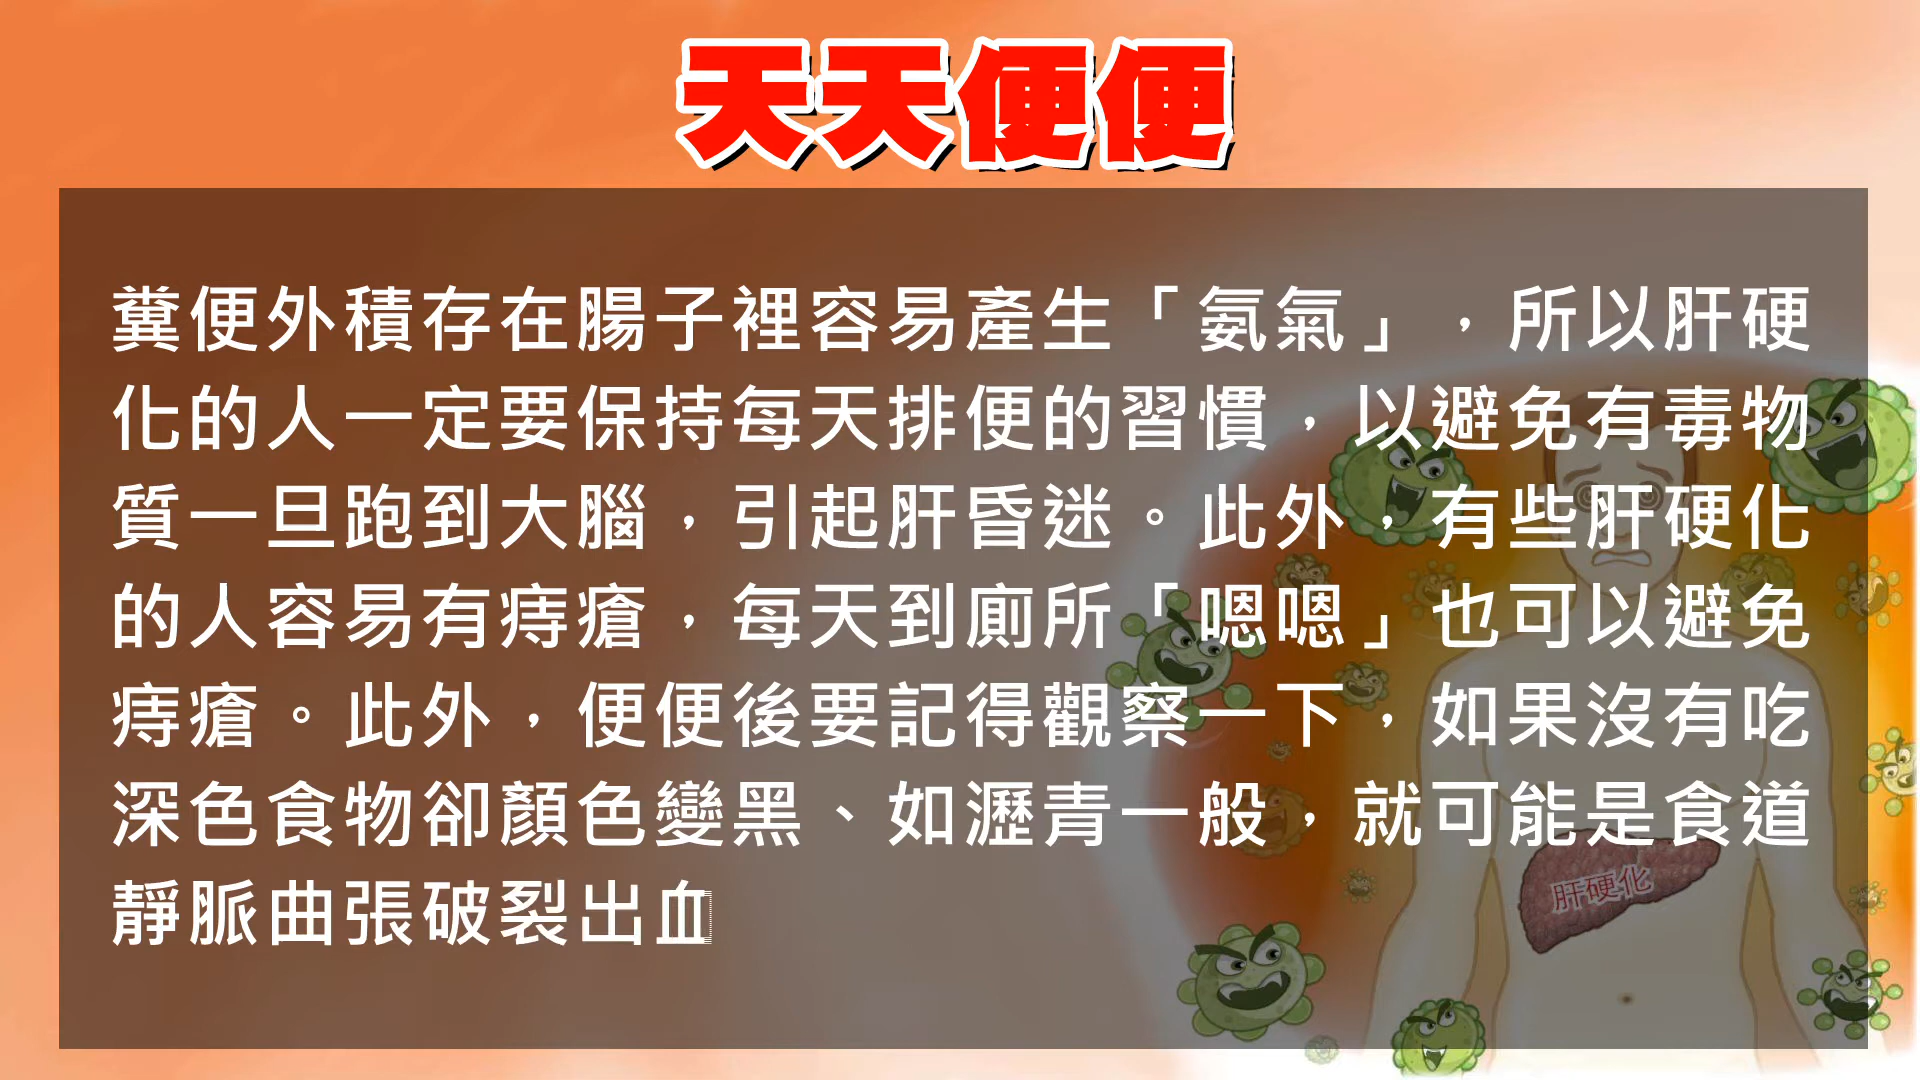 天天便便
糞便外積存在腸子裡容易產生「氨氣」，所以肝硬
化的人一定要保持每天排便的習慣，以避免有毒物
質一旦跑到大腦，引起肝昏迷。此外，有些肝硬化
的人容易有痔瘡，每天到廁所「嗯嗯」也可以避免
痔瘡。此外，便便後要記得觀察一下，如果沒有吃
深色食物卻顏色變黑、如瀝青一般，就可能是食道
靜脈曲張破裂出血
肝硬化